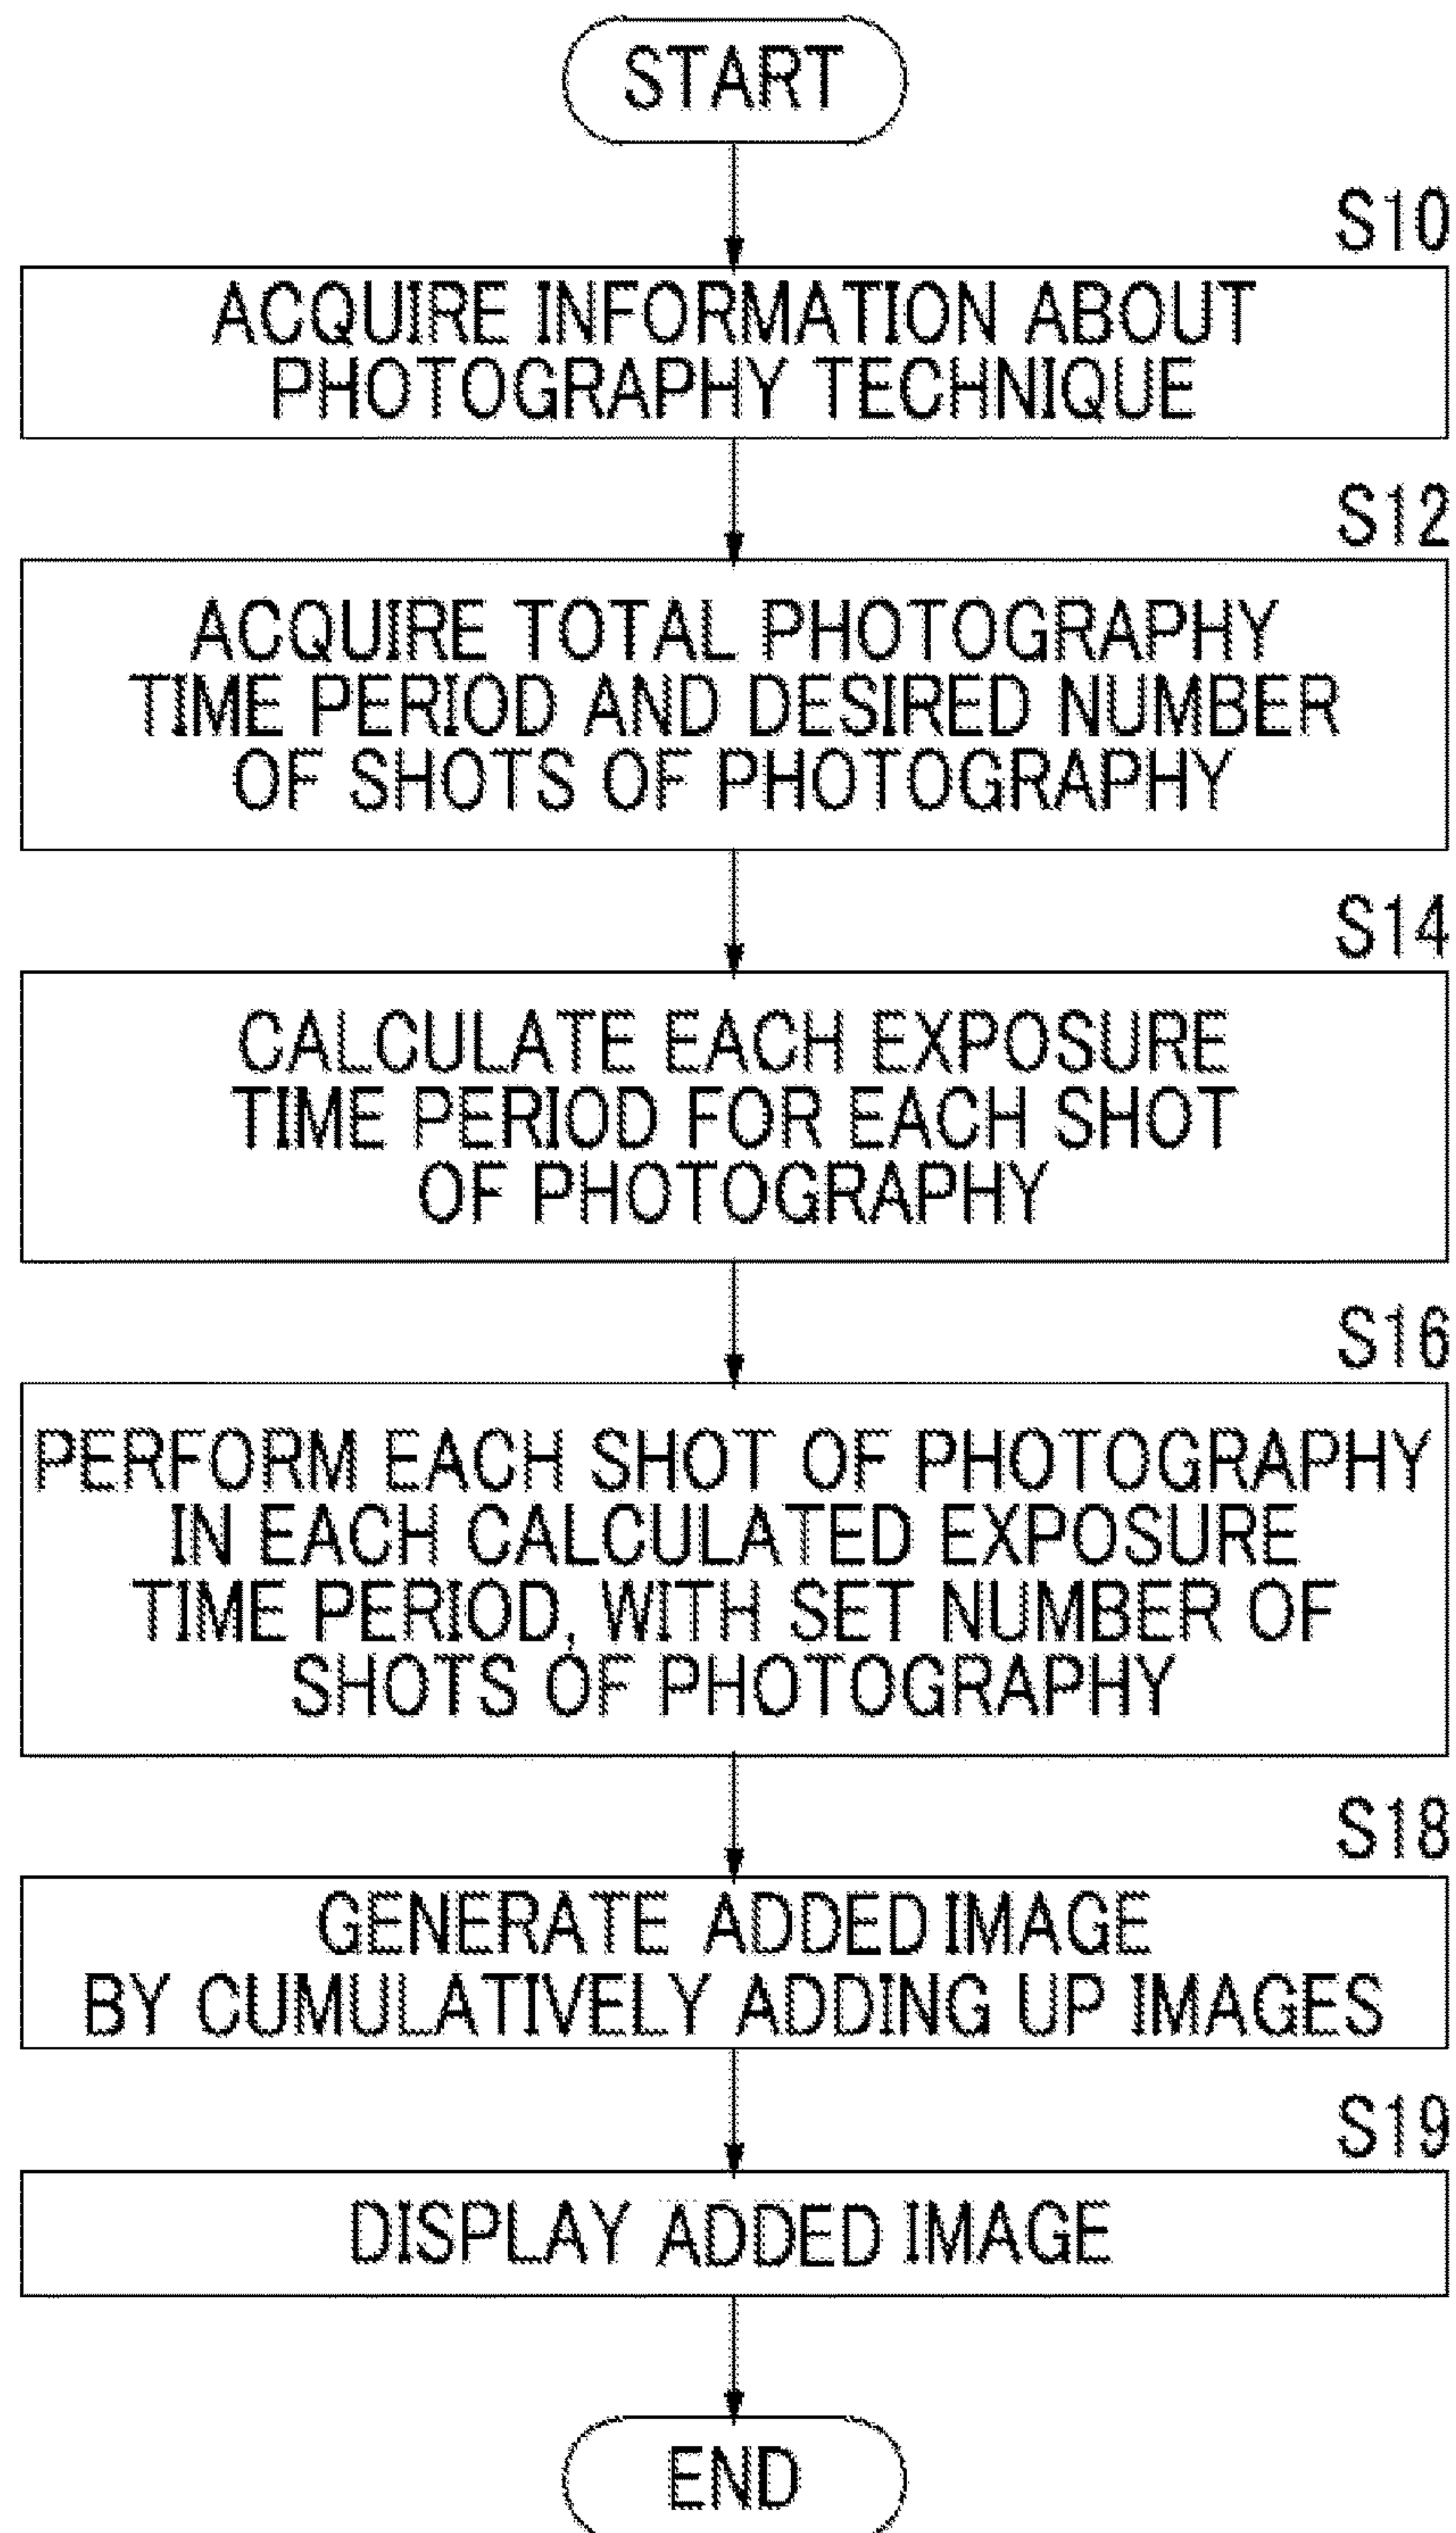 START
S10
ACQUIRE INFORMATION ABOUT
PHOTOGRAPHY TECHNIQUE
S12
ACQUIRE TOTAL PHOTOGRAPHY
TIME PERIOD AND DESIRED NUMBER
OF SHOTS OF PHOTOGRAPHY
S14
CALCULATE EACH EXPOSURE
TIME PERIOD FOR EACH SHOT
OF PHOTOGRAPHY
S16
PERFORM EACH SHOT OF PHOTOGRAPHY
IN EACH CALCULATED EXPOSURE
TIME PERIOD, WITH SET NUMBER OF
SHOTS OF PHOTOGRAPHY
S18
GENERATE ADDED IMAGE
BY CUMULATIVELY ADDING UP IMAGES
S19
DISPLAY ADDED IMAGE
END